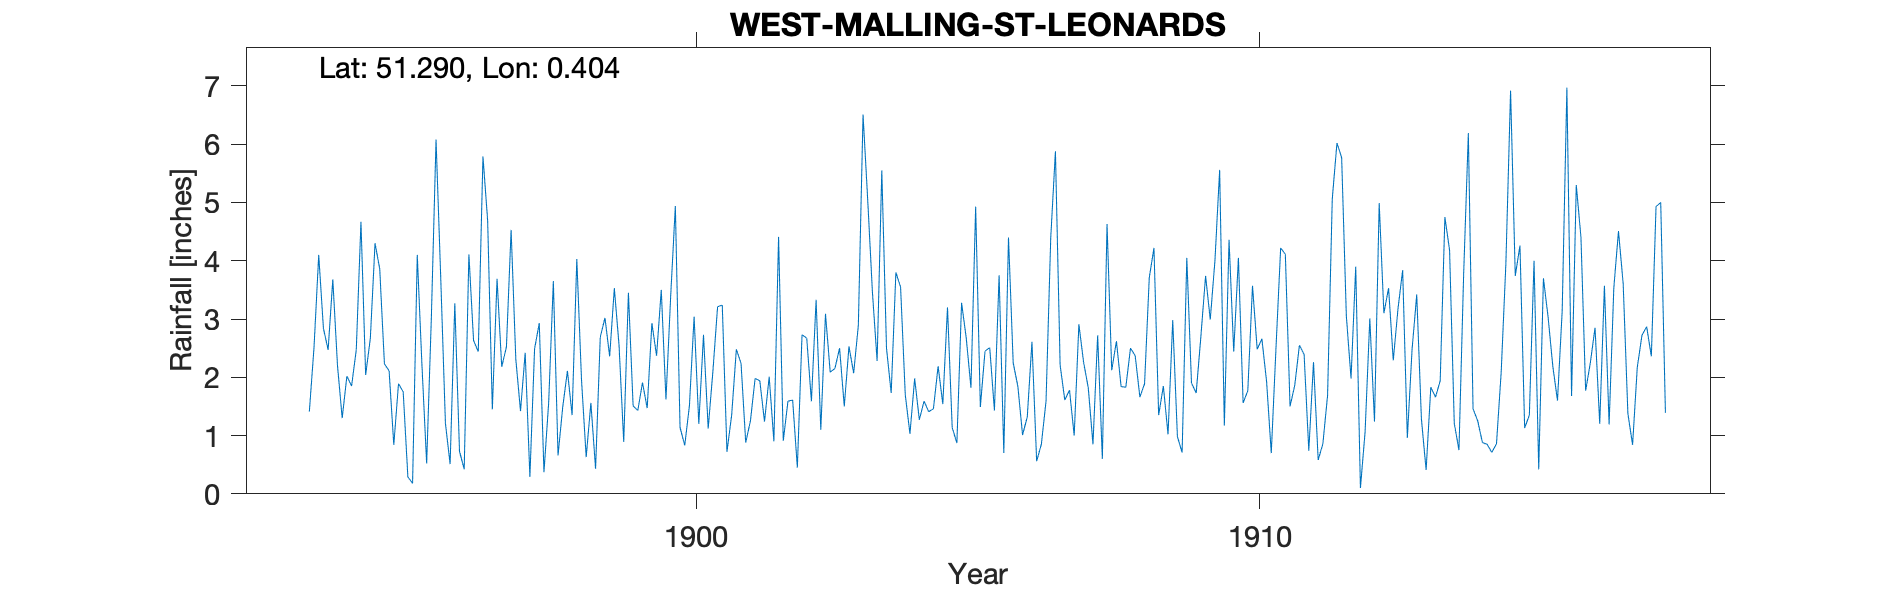 WEST-MALLING-ST-LEONARDS
Lat: 51.290, Lon: 0.404
7
6
5
4
3
2
1
0
Rainfall [inches]
1900 1910
Year